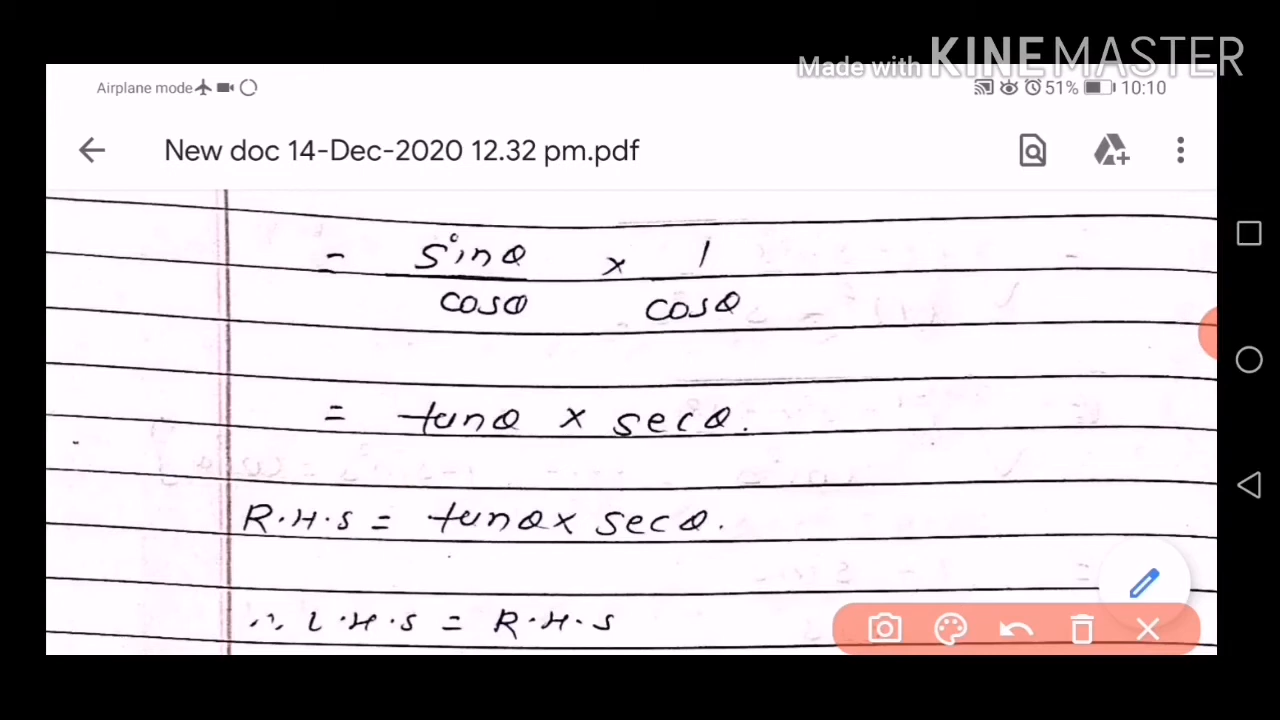 Made with KINEMASTER
Airplane mode 51% 10:10
New doc 14-Dec-2020 12.32 pm.pdf
= sinθ/cosθ × 1/cosθ
= tanθ × secθ.
R.H.S = tanθ × secθ.
∴ L.H.S = R.H.S